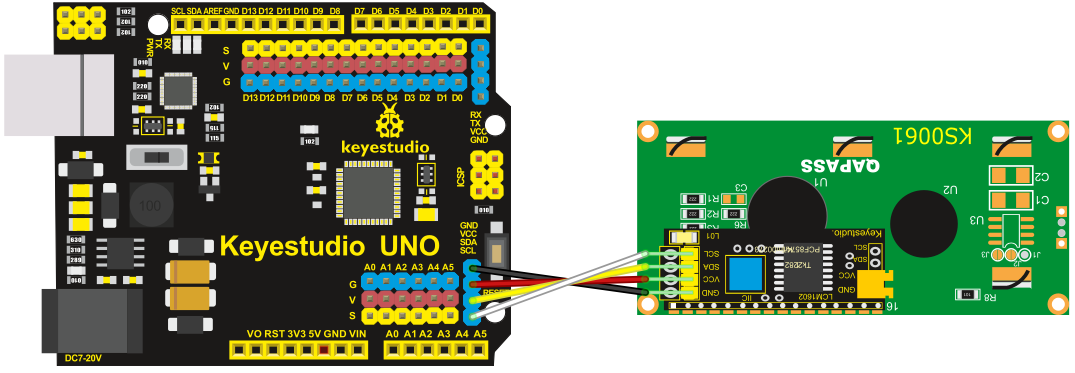 SCL SDA AREF GND D13 D12 D11 D10 D9 D8
D7 D6 D5 D4 D3 D2 D1 D0
RX
TX
PWR
S
V
G
D13 D12 D11 D10 D9 D8 D7 D6 D5 D4 D3 D2 D1 D0
RX
TX
VCC
GND
keyestudio
ICSP
100
Keyestudio UNO
GND
VCC
SDA
SCL
A0 A1 A2 A3 A4 A5
G
V
S
VO RST 3V3 5V GND VIN
A0 A1 A2 A3 A4 A5
DC7-20V
KS0061
QAPASS
U1
U2
U3
C1
C2
C3
R1
R2
R6
R8
J1
J2
J3
L01
SCL
SDA
VCC
GND
IIC
LCM1602
Keyestudio
SCL
SDA
VCC
GND
16